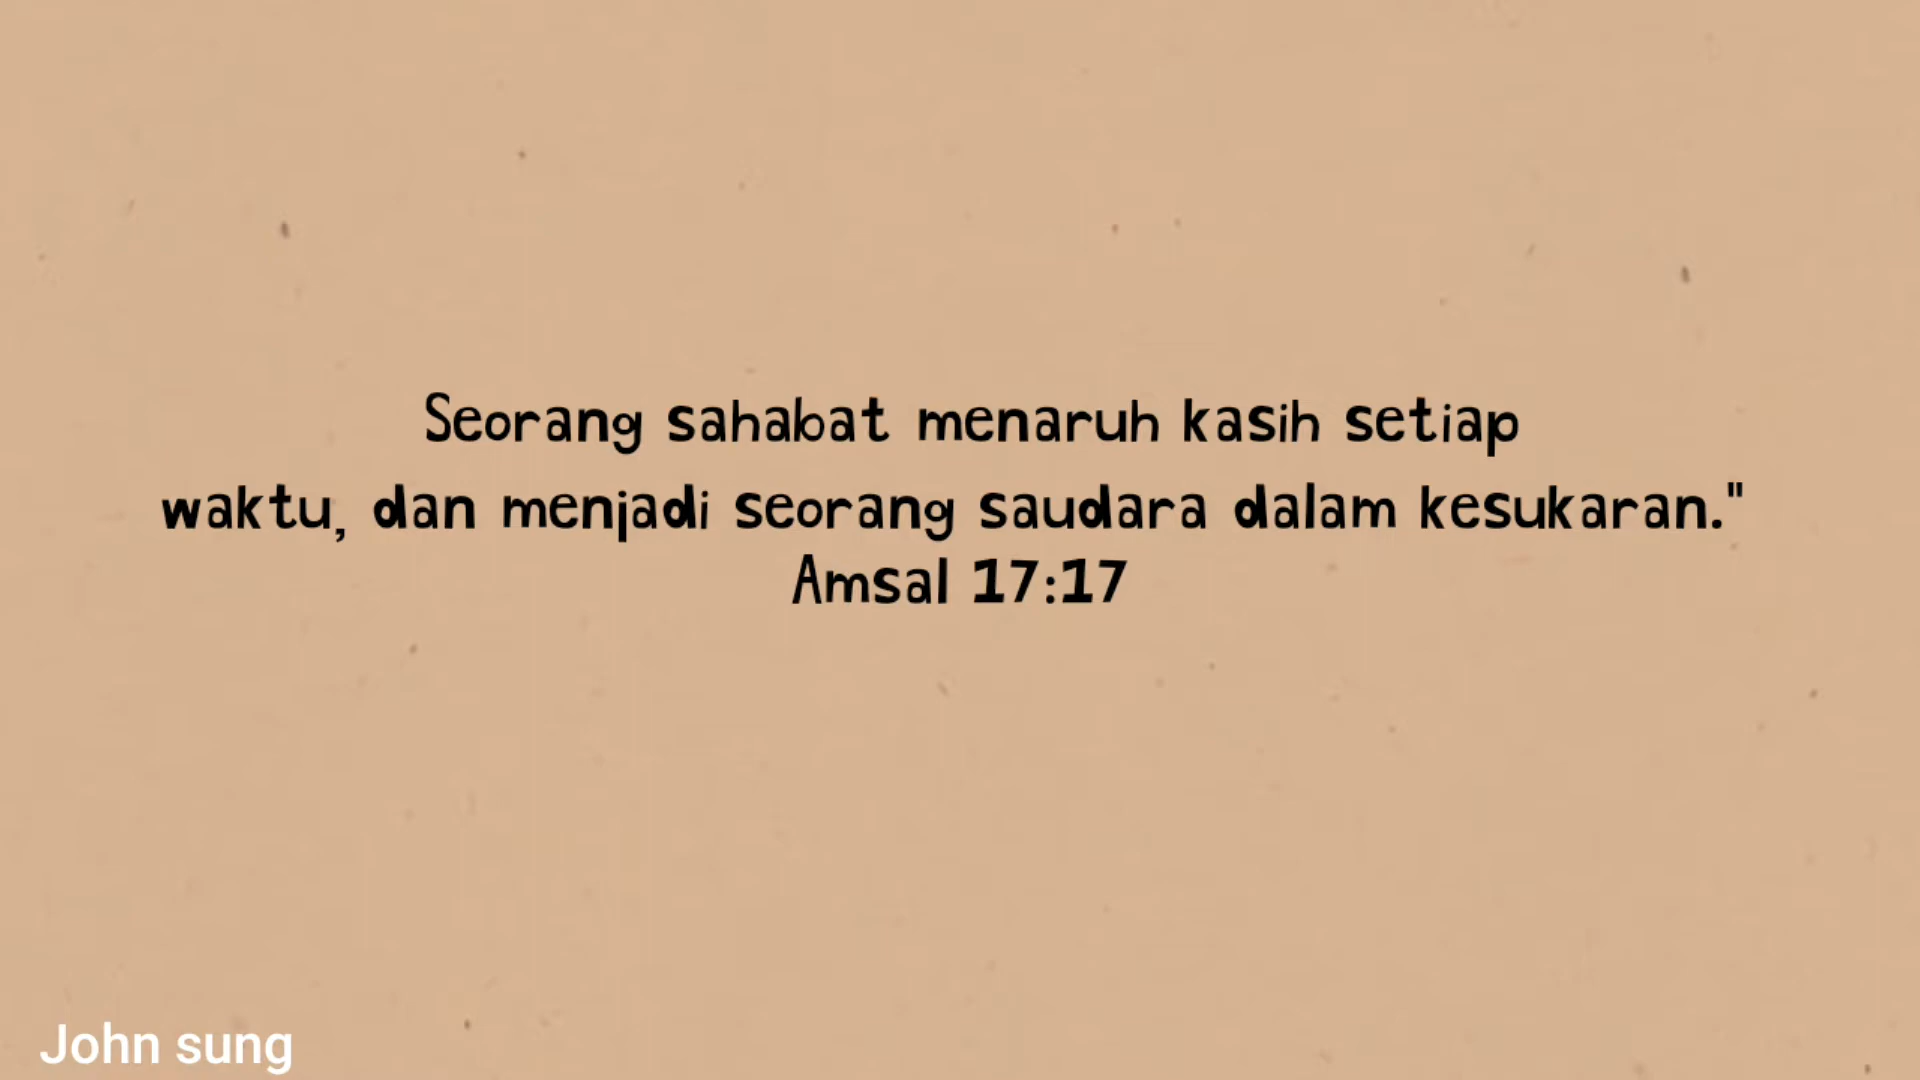 Seorang sahabat menaruh kasih setiap
waktu, dan menjadi seorang saudara dalam kesukaran."
Amsal 17:17
John sung